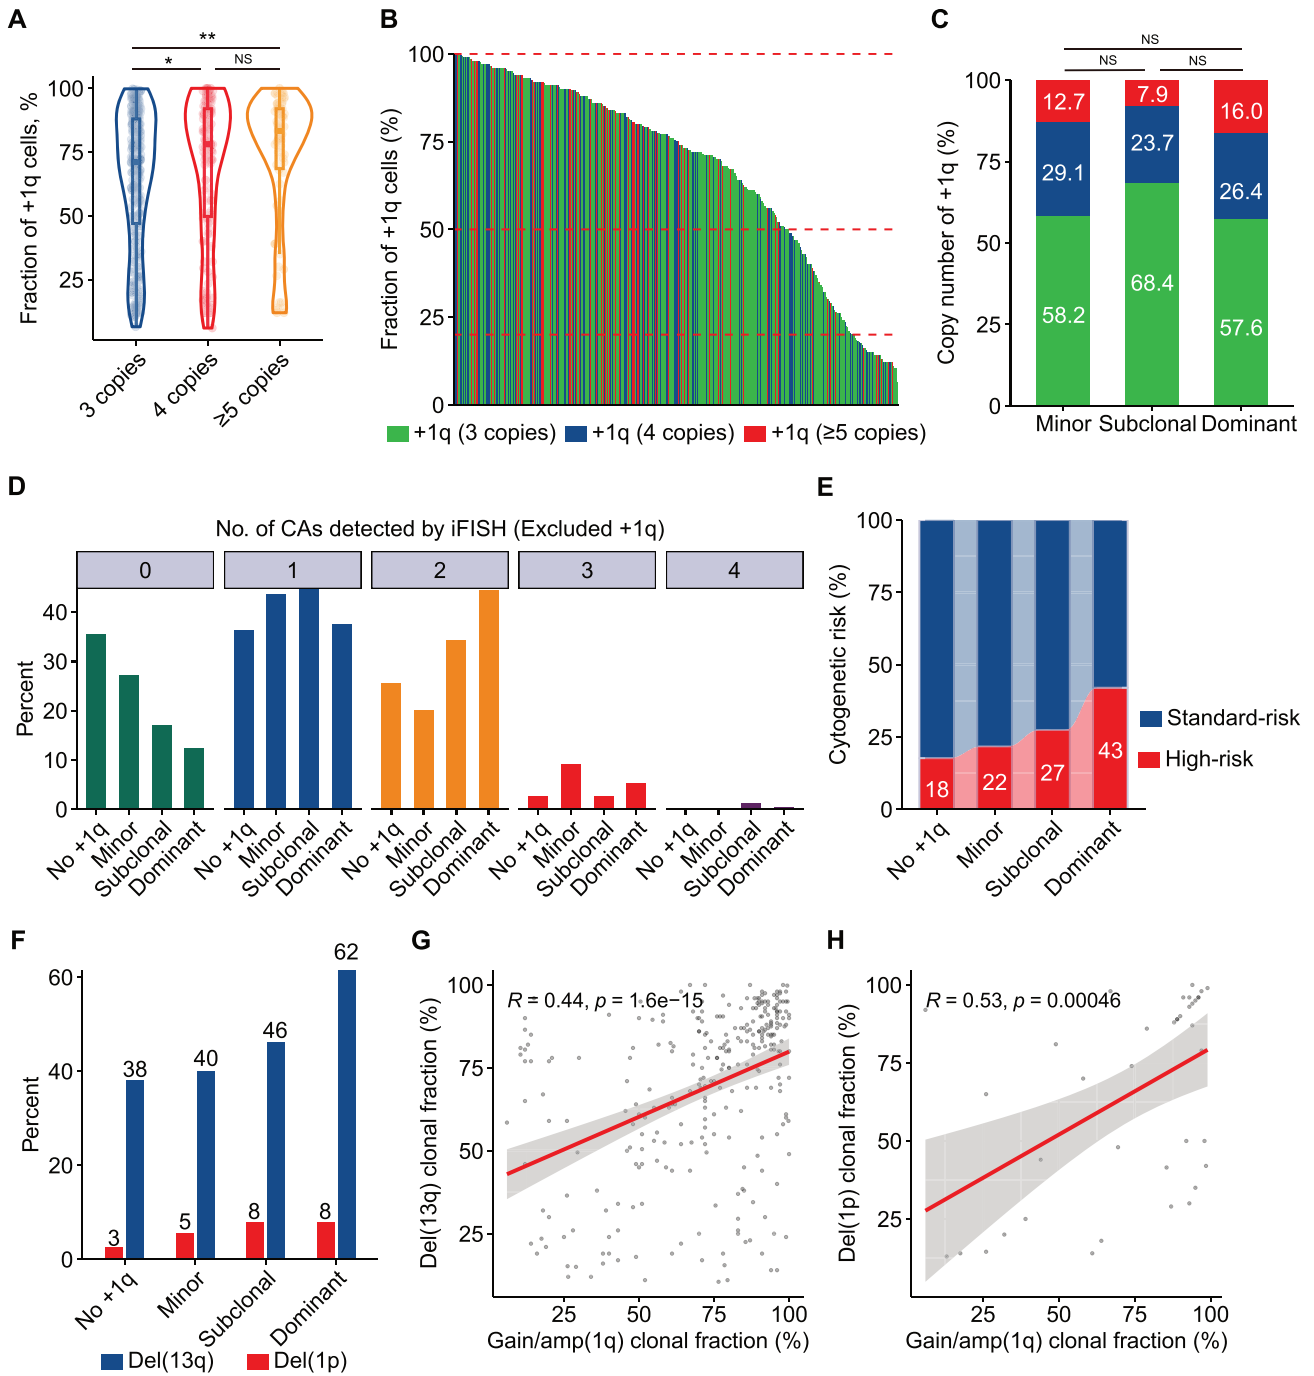 A
**
*
NS
Fraction of +1q cells, %
100
75
50
25
3 copies
4 copies
≥5 copies
B
Fraction of +1q cells (%)
100
75
50
25
0
+1q (3 copies)
+1q (4 copies)
+1q (≥5 copies)
C
NS
NS
NS
Copy number of +1q (%)
100
75
50
25
0
12.7
7.9
16.0
29.1
23.7
26.4
58.2
68.4
57.6
Minor Subclonal Dominant
D
No. of CAs detected by iFISH (Excluded +1q)
0
1
2
3
4
Percent
40
30
20
10
0
No +1q
Minor
Subclonal
Dominant
No +1q
Minor
Subclonal
Dominant
No +1q
Minor
Subclonal
Dominant
No +1q
Minor
Subclonal
Dominant
No +1q
Minor
Subclonal
Dominant
E
Cytogenetic risk (%)
100
75
50
25
0
18
22
27
43
No +1q
Minor
Subclonal
Dominant
Standard-risk
High-risk
F
Percent
60
40
20
0
3
38
5
40
8
46
8
62
No +1q
Minor
Subclonal
Dominant
Del(13q)
Del(1p)
G
R = 0.44, p = 1.6e−15
Del(13q) clonal fraction (%)
100
75
50
25
25
50
75
100
Gain/amp(1q) clonal fraction (%)
H
R = 0.53, p = 0.00046
Del(1p) clonal fraction (%)
100
75
50
25
25
50
75
100
Gain/amp(1q) clonal fraction (%)